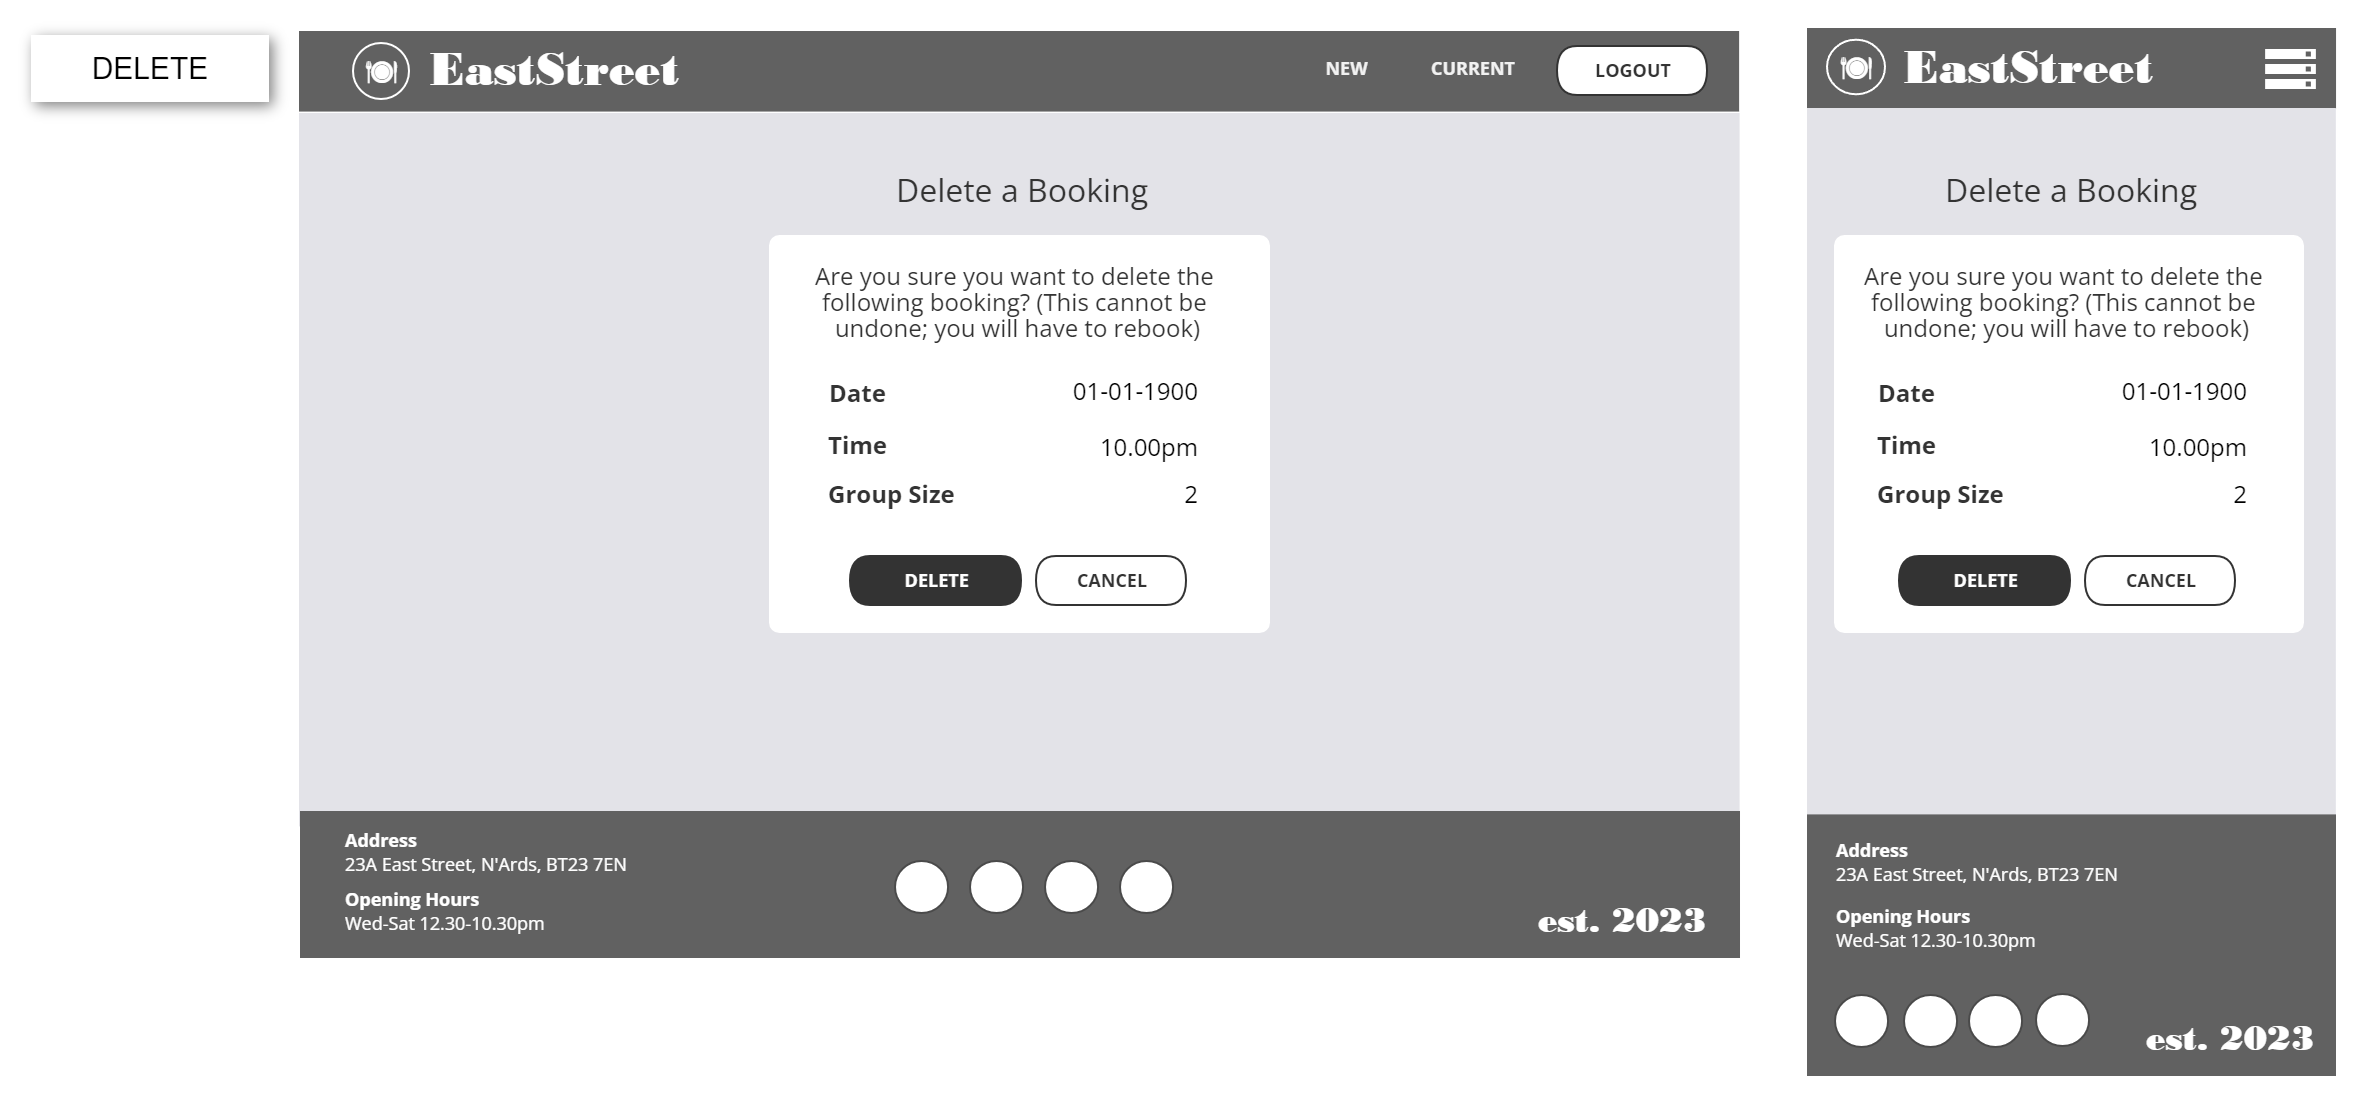 DELETE
EastStreet
NEW
CURRENT
LOGOUT
Delete a Booking
Are you sure you want to delete the
following booking? (This cannot be
undone; you will have to rebook)
Date 01-01-1900
Time 10.00pm
Group Size 2
DELETE
CANCEL
Address
23A East Street, N'Ards, BT23 7EN
Opening Hours
Wed-Sat 12.30-10.30pm
est. 2023
EastStreet
Delete a Booking
Are you sure you want to delete the
following booking? (This cannot be
undone; you will have to rebook)
Date 01-01-1900
Time 10.00pm
Group Size 2
DELETE
CANCEL
Address
23A East Street, N'Ards, BT23 7EN
Opening Hours
Wed-Sat 12.30-10.30pm
est. 2023